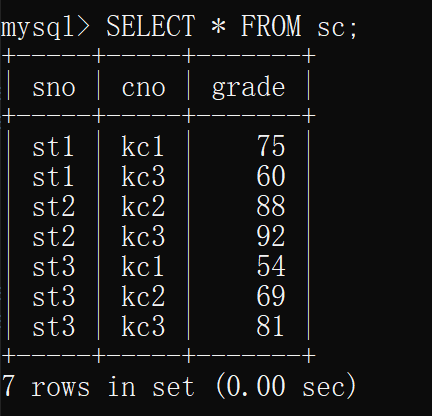 mysql> SELECT * FROM sc;
+-----+-----+-------+
| sno | cno | grade |
+-----+-----+-------+
| st1 | kc1 |    75 |
| st1 | kc3 |    60 |
| st2 | kc2 |    88 |
| st2 | kc3 |    92 |
| st3 | kc1 |    54 |
| st3 | kc2 |    69 |
| st3 | kc3 |    81 |
+-----+-----+-------+
7 rows in set (0.00 sec)